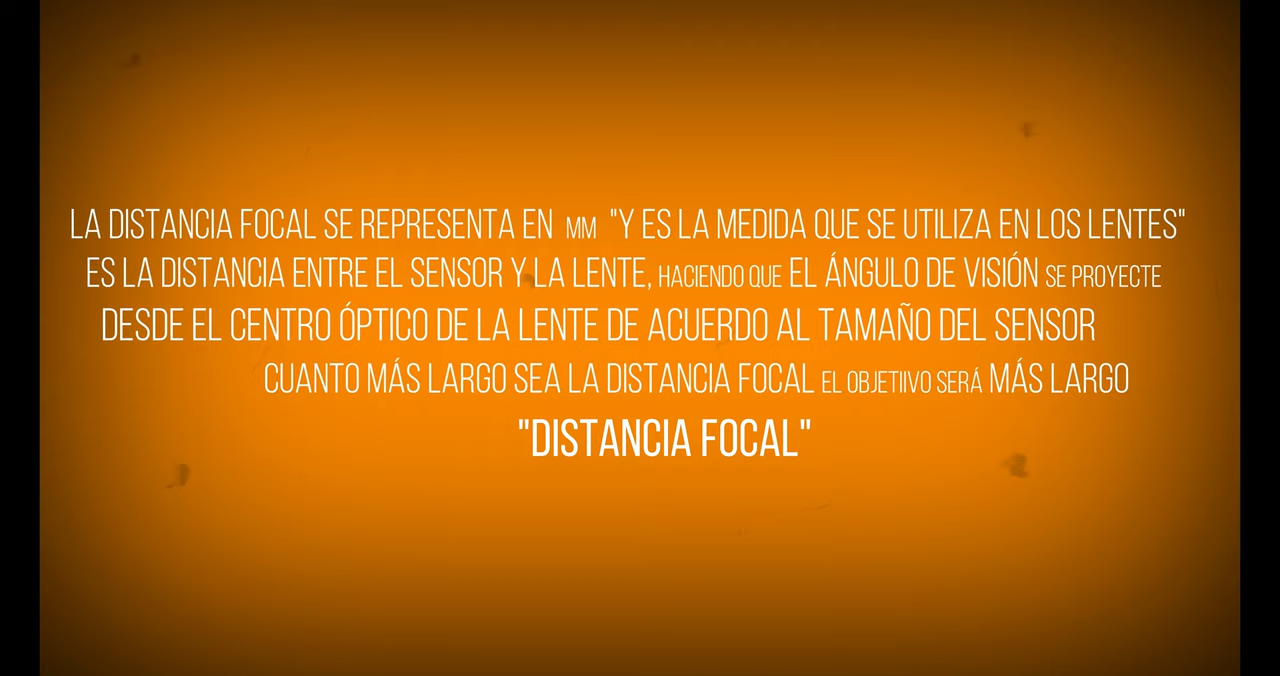 LA DISTANCIA FOCAL SE REPRESENTA EN MM "Y ES LA MEDIDA QUE SE UTILIZA EN LOS LENTES"
ES LA DISTANCIA ENTRE EL SENSOR Y LA LENTE, HACIENDO QUE EL ÁNGULO DE VISIÓN SE PROYECTE
DESDE EL CENTRO ÓPTICO DE LA LENTE DE ACUERDO AL TAMAÑO DEL SENSOR
CUANTO MÁS LARGO SEA LA DISTANCIA FOCAL EL OBJETIIVO SERÁ MÁS LARGO
"DISTANCIA FOCAL"